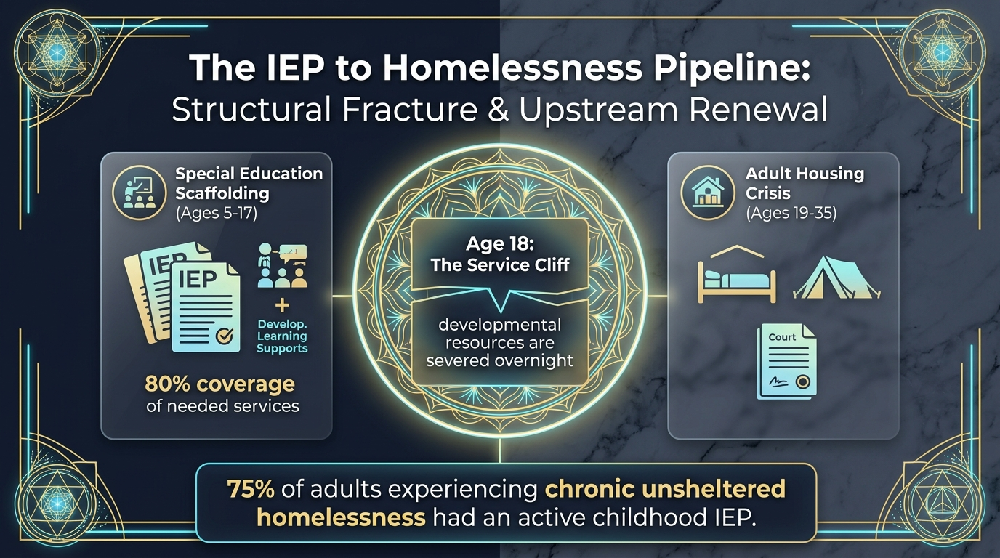 The IEP to Homelessness Pipeline:
Structural Fracture & Upstream Renewal
Special Education
Scaffolding
(Ages 5-17)
IEP
IEP
+
Develop.
Learning
Supports
80% coverage
of needed services
Age 18:
The Service Cliff
developmental
resources are
severed overnight
Adult Housing
Crisis
(Ages 19-35)
Court
75% of adults experiencing chronic unsheltered
homelessness had an active childhood IEP.